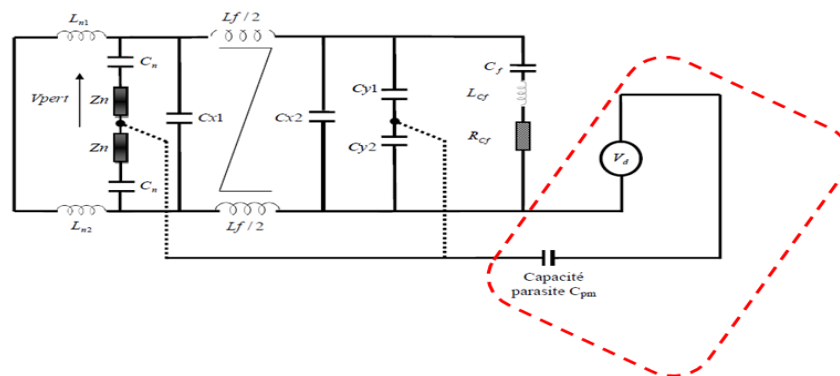 Ln1
Lf / 2
Cn
Cf
Vpert
Zn
Cy1
LCf
Cx1
Cx2
Zn
Cy2
RCf
Vd
Cn
Ln2
Lf / 2
Capacité
parasite Cpm